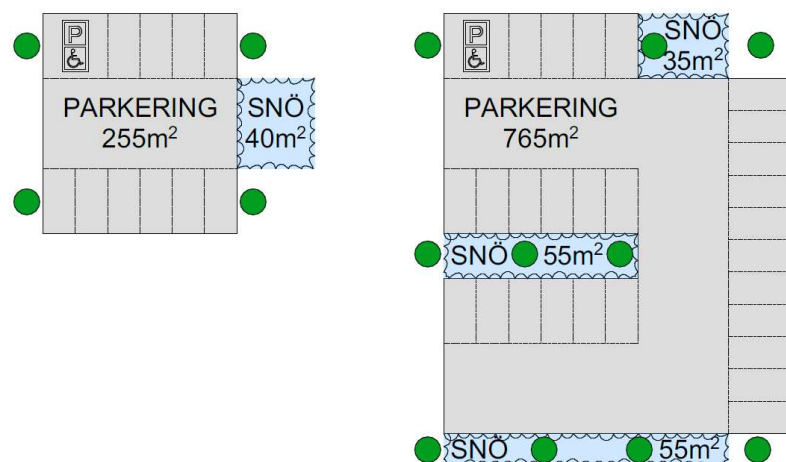 P
PARKERING
255m²
SNÖ
40m²
P
SNÖ
35m²
PARKERING
765m²
SNÖ 55m²
SNÖ 55m²